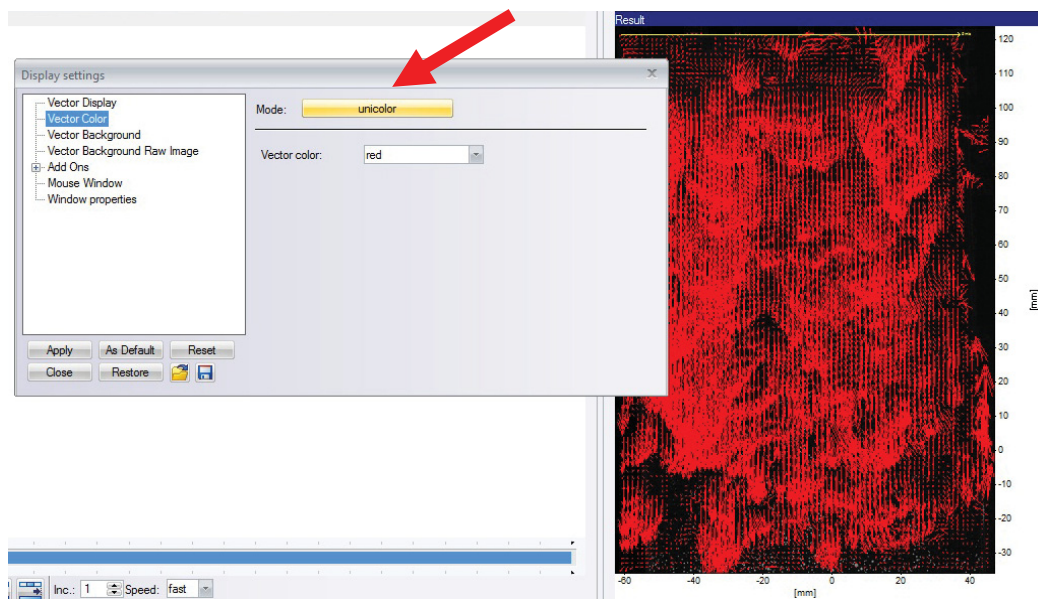 Result
Display settings
Vector Display
Vector Color
Vector Background
Vector Background Raw Image
Add Ons
Mouse Window
Window properties
Mode: unicolor
Vector color: red
Apply As Default Reset
Close Restore
Inc.: 1 Speed: fast
120
110
100
90
80
70
60
50
40
30
20
10
0
-10
-20
-30
[mm]
-60 -40 -20 0 20 40
[mm]